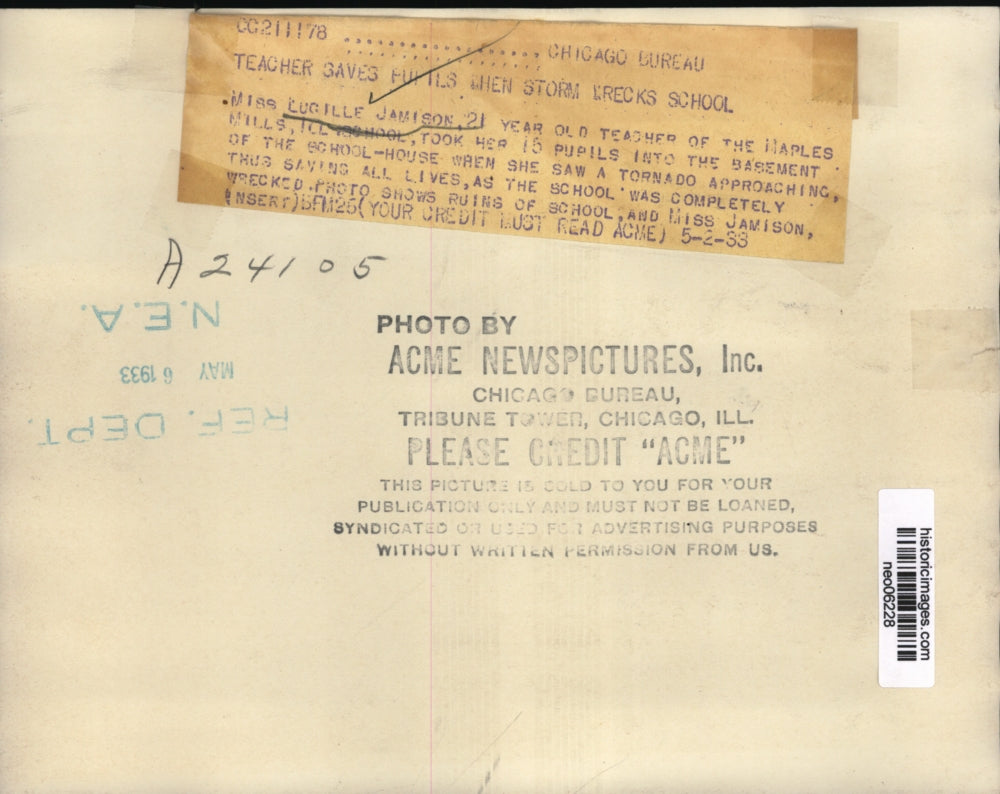 CG211178 .................... CHICAGO BUREAU
TEACHER SAVES PUPILS WHEN STORM WRECKS SCHOOL
MISS LUCILLE JAMISON, 21 YEAR OLD TEACHER OF THE MAPLES
MILLS, ILL SCHOOL, TOOK HER 15 PUPILS INTO THE BASEMENT
OF THE SCHOOL-HOUSE WHEN SHE SAW A TORNADO APPROACHING,
THUS SAVING ALL LIVES, AS THE SCHOOL WAS COMPLETELY
WRECKED. PHOTO SHOWS RUINS OF SCHOOL, AND MISS JAMISON,
(NSERT) BFM25 (YOUR CREDIT MUST READ ACME) 5-2-33
A 24105
N.E.A.
MAY 6 1933
REF. DEPT.
PHOTO BY
ACME NEWSPICTURES, Inc.
CHICAGO BUREAU,
TRIBUNE TOWER, CHICAGO, ILL.
PLEASE CREDIT "ACME"
THIS PICTURE IS SOLD TO YOU FOR YOUR
PUBLICATION ONLY AND MUST NOT BE LOANED,
SYNDICATED OR USED FOR ADVERTISING PURPOSES
WITHOUT WRITTEN PERMISSION FROM US.
historicimages.com
neo06228